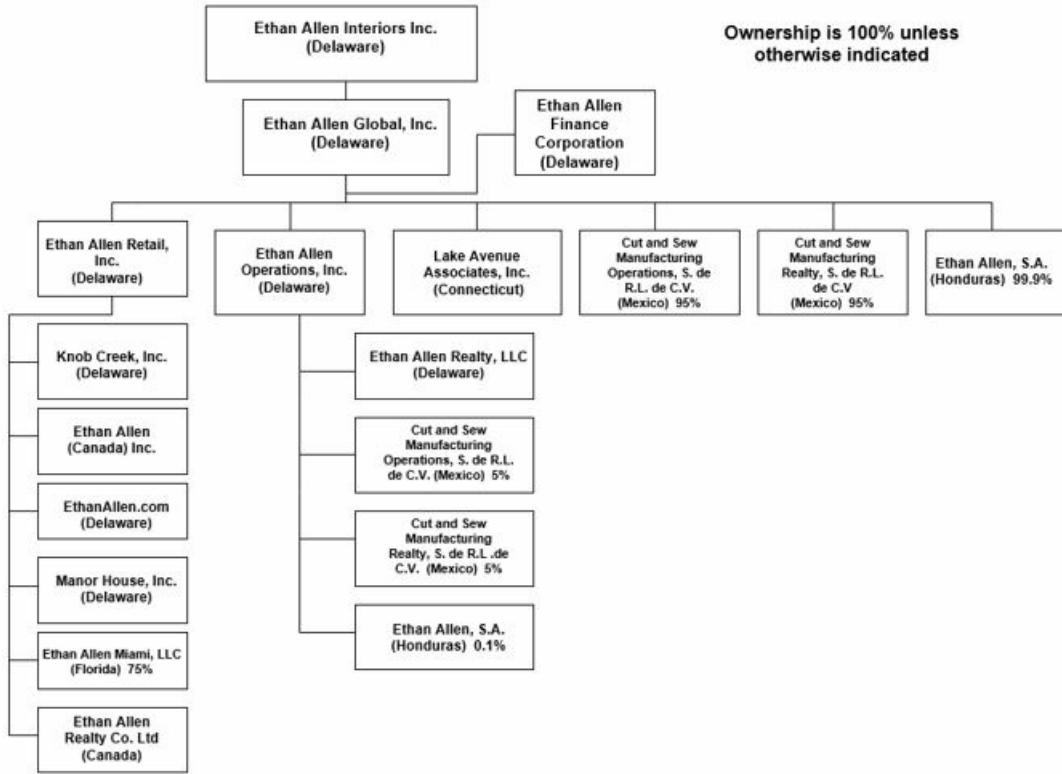 Ethan Allen Interiors Inc.
(Delaware)
Ownership is 100% unless
otherwise indicated
Ethan Allen Global, Inc.
(Delaware)
Ethan Allen
Finance
Corporation
(Delaware)
Ethan Allen Retail,
Inc.
(Delaware)
Ethan Allen
Operations, Inc.
(Delaware)
Lake Avenue
Associates, Inc.
(Connecticut)
Cut and Sew
Manufacturing
Operations, S. de
R.L. de C.V.
(Mexico) 95%
Cut and Sew
Manufacturing
Realty, S. de R.L.
de C.V
(Mexico) 95%
Ethan Allen, S.A.
(Honduras) 99.9%
Knob Creek, Inc.
(Delaware)
Ethan Allen
(Canada) Inc.
EthanAllen.com
(Delaware)
Manor House, Inc.
(Delaware)
Ethan Allen Miami, LLC
(Florida) 75%
Ethan Allen
Realty Co. Ltd
(Canada)
Ethan Allen Realty, LLC
(Delaware)
Cut and Sew
Manufacturing
Operations, S. de R.L.
de C.V. (Mexico) 5%
Cut and Sew
Manufacturing
Realty, S. de R.L .de
C.V. (Mexico) 5%
Ethan Allen, S.A.
(Honduras) 0.1%